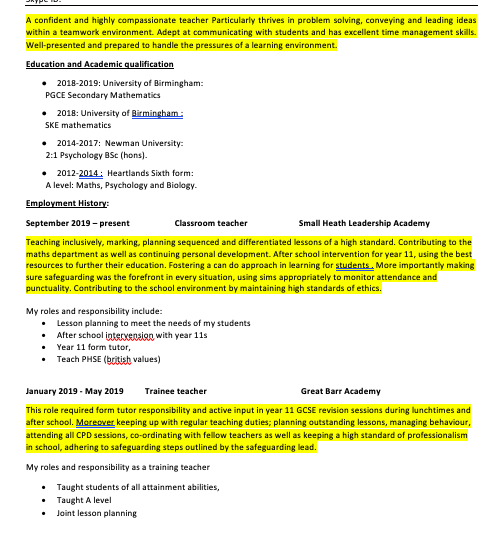 A confident and highly compassionate teacher Particularly thrives in problem solving, conveying and leading ideas
within a teamwork environment. Adept at communicating with students and has excellent time management skills.
Well-presented and prepared to handle the pressures of a learning environment.
Education and Academic qualification
• 2018-2019: University of Birmingham:
PGCE Secondary Mathematics
• 2018: University of Birmingham :
SKE mathematics
• 2014-2017: Newman University:
2:1 Psychology BSc (hons).
• 2012-2014 : Heartlands Sixth form:
A level: Maths, Psychology and Biology.
Employment History:
September 2019 – present Classroom teacher Small Heath Leadership Academy
Teaching inclusively, marking, planning sequenced and differentiated lessons of a high standard. Contributing to the
maths department as well as continuing personal development. After school intervention for year 11, using the best
resources to further their education. Fostering a can do approach in learning for students . More importantly making
sure safeguarding was the forefront in every situation, using sims appropriately to monitor attendance and
punctuality. Contributing to the school environment by maintaining high standards of ethics.
My roles and responsibility include:
• Lesson planning to meet the needs of my students
• After school intervension with year 11s
• Year 11 form tutor,
• Teach PHSE (british values)
January 2019 - May 2019 Trainee teacher Great Barr Academy
This role required form tutor responsibility and active input in year 11 GCSE revision sessions during lunchtimes and
after school. Moreover keeping up with regular teaching duties; planning outstanding lessons, managing behaviour,
attending all CPD sessions, co-ordinating with fellow teachers as well as keeping a high standard of professionalism
in school, adhering to safeguarding steps outlined by the safeguarding lead.
My roles and responsibility as a training teacher
• Taught students of all attainment abilities,
• Taught A level
• Joint lesson planning